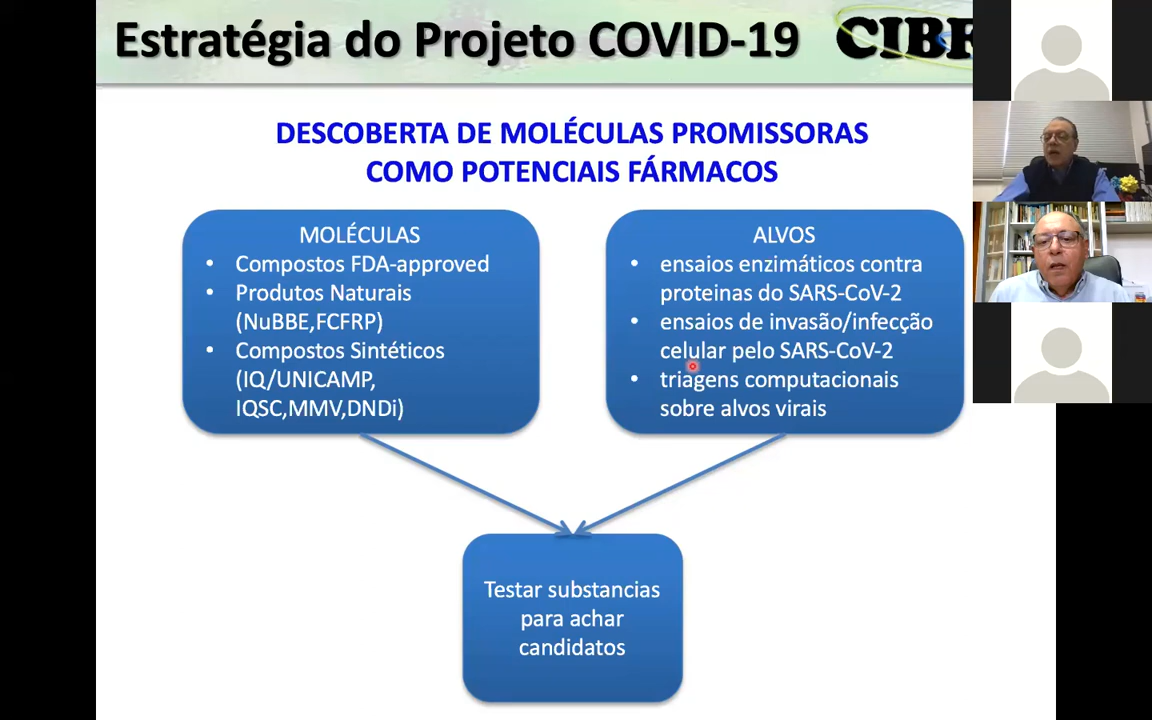 Estratégia do Projeto COVID-19
DESCOBERTA DE MOLÉCULAS PROMISSORAS
COMO POTENCIAIS FÁRMACOS
MOLÉCULAS
• Compostos FDA-approved
• Produtos Naturais
(NuBBE,FCFRP)
• Compostos Sintéticos
(IQ/UNICAMP,
IQSC,MMV,DNDi)
ALVOS
• ensaios enzimáticos contra
proteinas do SARS-CoV-2
• ensaios de invasão/infecção
celular pelo SARS-CoV-2
• triagens computacionais
sobre alvos virais
Testar substancias
para achar
candidatos